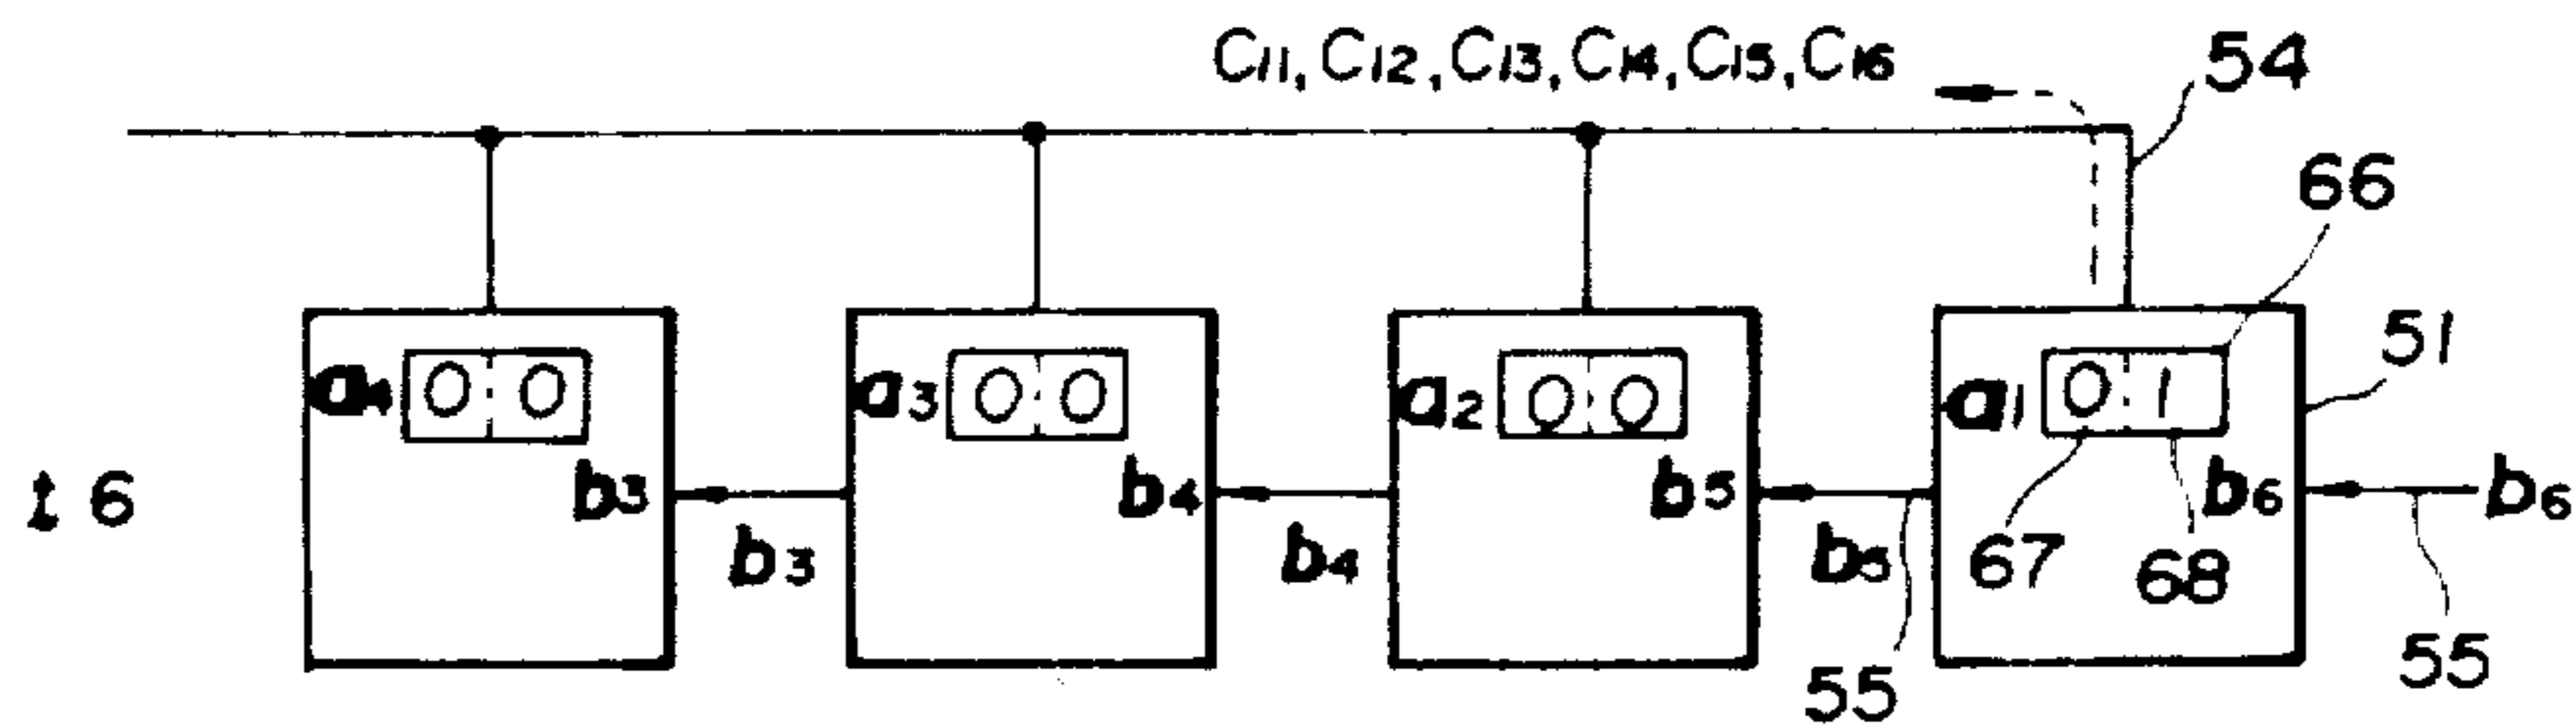 C11, C12, C13, C14, C15, C16
54
66
a4 0 0 a3 0 0 a2 0 0 a1 0 1 51
t6 b3 b4 b5 b6 b6
b3 b4 b5 67 68
55 55